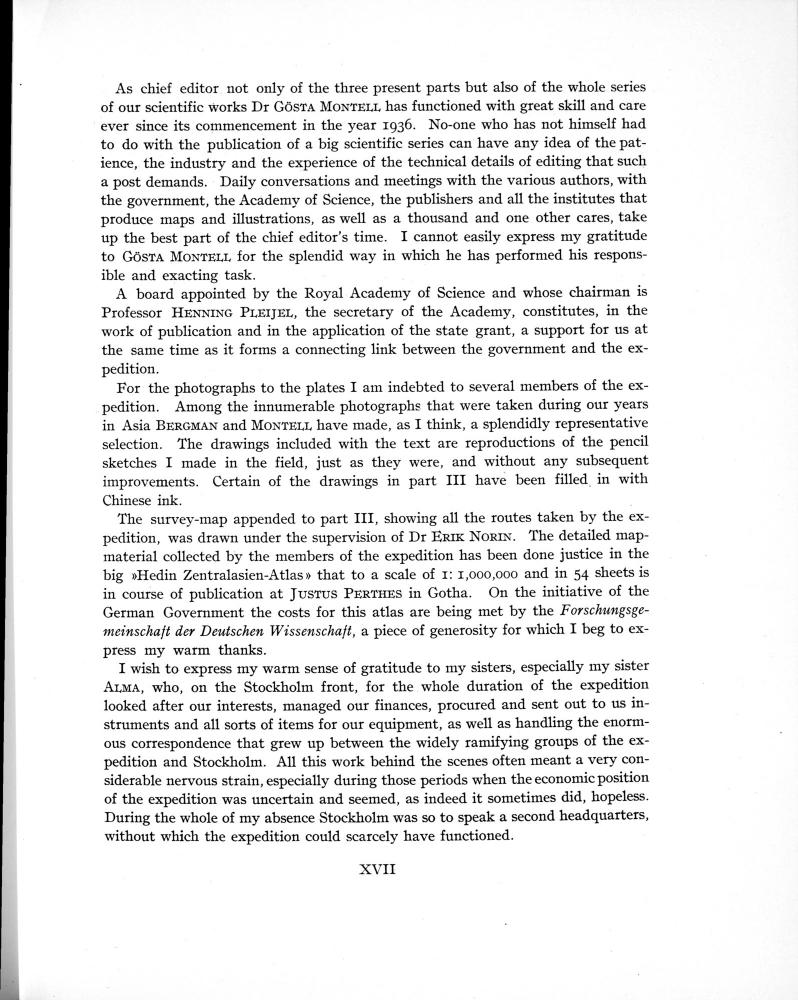 As chief editor not only of the three present parts but also of the whole series
of our scientific works Dr GÖSTA MONTELL has functioned with great skill and care
ever since its commencement in the year 1936. No-one who has not himself had
to do with the publication of a big scientific series can have any idea of the pat-
ience, the industry and the experience of the technical details of editing that such
a post demands. Daily conversations and meetings with the various authors, with
the government, the Academy of Science, the publishers and all the institutes that
produce maps and illustrations, as well as a thousand and one other cares, take
up the best part of the chief editor's time. I cannot easily express my gratitude
to GÖSTA MONTELL for the splendid way in which he has performed his respons-
ible and exacting task.
A board appointed by the Royal Academy of Science and whose chairman is
Professor HENNING PLEIJEL, the secretary of the Academy, constitutes, in the
work of publication and in the application of the state grant, a support for us at
the same time as it forms a connecting link between the government and the ex-
pedition.
For the photographs to the plates I am indebted to several members of the ex-
pedition. Among the innumerable photographs that were taken during our years
in Asia BERGMAN and MONTELL have made, as I think, a splendidly representative
selection. The drawings included with the text are reproductions of the pencil
sketches I made in the field, just as they were, and without any subsequent
improvements. Certain of the drawings in part III have been filled in with
Chinese ink.
The survey-map appended to part III, showing all the routes taken by the ex-
pedition, was drawn under the supervision of Dr ERIK NORIN. The detailed map-
material collected by the members of the expedition has been done justice in the
big »Hedin Zentralasien-Atlas» that to a scale of 1: 1,000,000 and in 54 sheets is
in course of publication at JUSTUS PERTHES in Gotha. On the initiative of the
German Government the costs for this atlas are being met by the Forschungsge-
meinschaft der Deutschen Wissenschaft, a piece of generosity for which I beg to ex-
press my warm thanks.
I wish to express my warm sense of gratitude to my sisters, especially my sister
ALMA, who, on the Stockholm front, for the whole duration of the expedition
looked after our interests, managed our finances, procured and sent out to us in-
struments and all sorts of items for our equipment, as well as handling the enorm-
ous correspondence that grew up between the widely ramifying groups of the ex-
pedition and Stockholm. All this work behind the scenes often meant a very con-
siderable nervous strain, especially during those periods when the economic position
of the expedition was uncertain and seemed, as indeed it sometimes did, hopeless.
During the whole of my absence Stockholm was so to speak a second headquarters,
without which the expedition could scarcely have functioned.
XVII